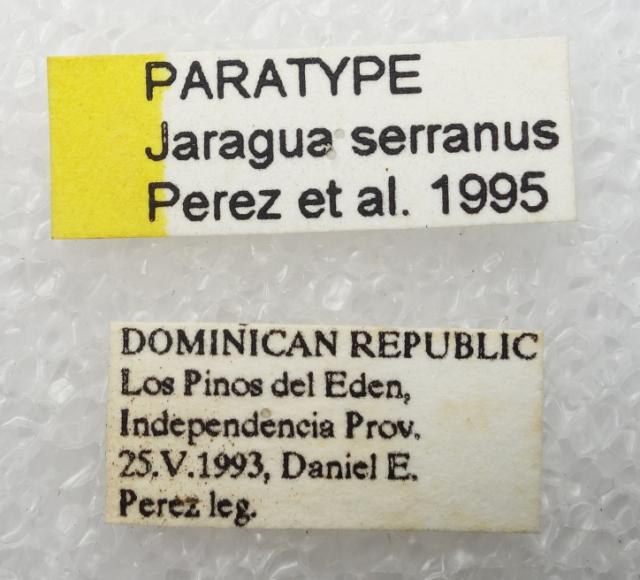 PARATYPE
Jaragua serranus
Perez et al. 1995
DOMINICAN REPUBLIC
Los Pinos del Eden,
Independencia Prov.
25.V.1993, Daniel E.
Perez leg.